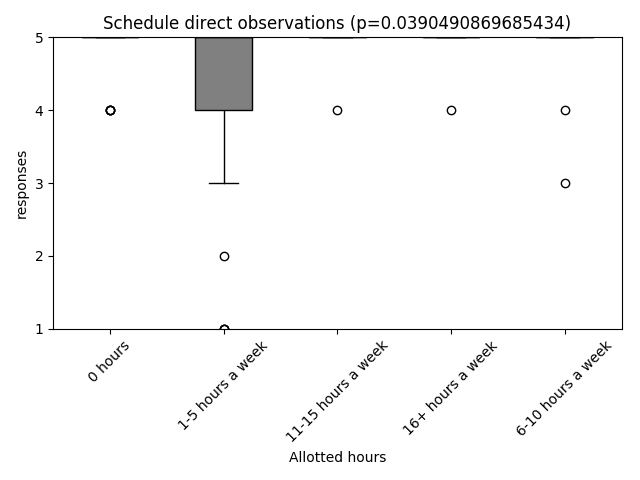 Schedule direct observations (p=0.0390490869685434)
5
4
3
2
1
responses
0 hours
1-5 hours a week
11-15 hours a week
16+ hours a week
6-10 hours a week
Allotted hours